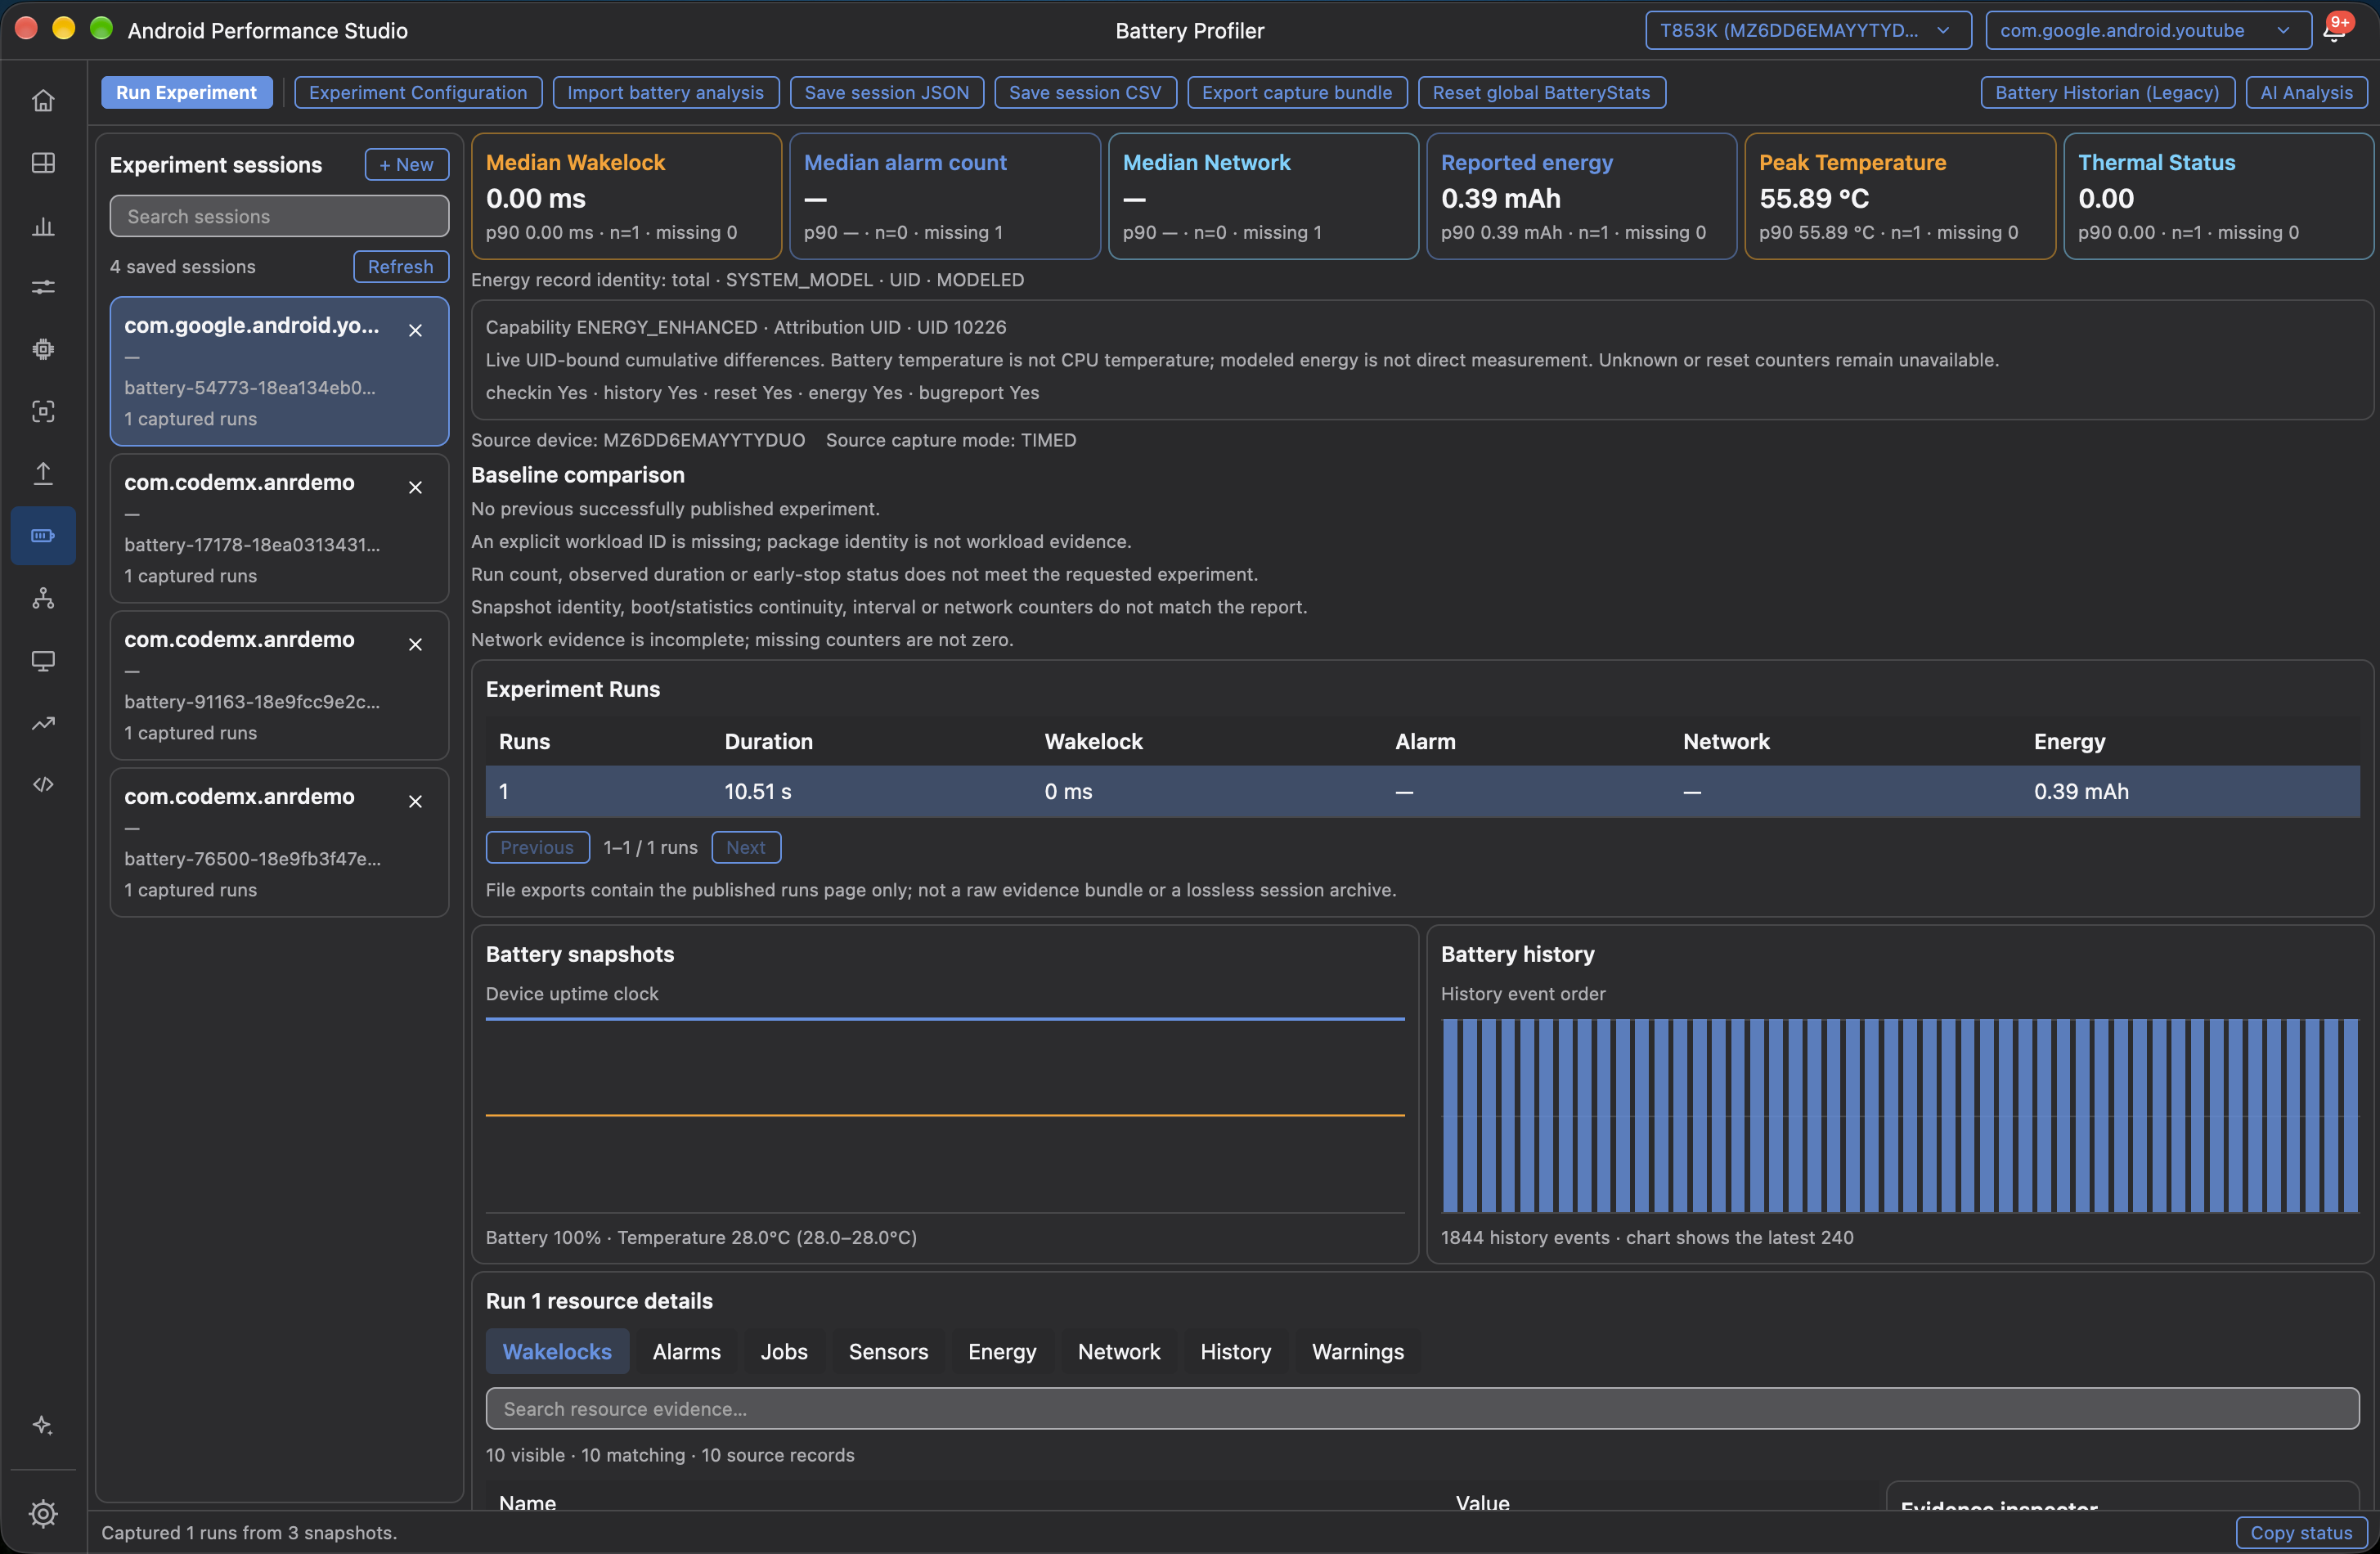 Android Performance Studio
Battery Profiler
T853K (MZ6DD6EMAYYTYD...
com.google.android.youtube
9+
Run Experiment
Experiment Configuration
Import battery analysis
Save session JSON
Save session CSV
Export capture bundle
Reset global BatteryStats
Battery Historian (Legacy)
AI Analysis
Experiment sessions
+ New
Search sessions
4 saved sessions
Refresh
com.google.android.yo...
—
battery-54773-18ea134eb0...
1 captured runs
com.codemx.anrdemo
—
battery-17178-18ea0313431...
1 captured runs
com.codemx.anrdemo
—
battery-91163-18e9fcc9e2c...
1 captured runs
com.codemx.anrdemo
—
battery-76500-18e9fb3f47e...
1 captured runs
Median Wakelock
0.00 ms
p90 0.00 ms · n=1 · missing 0
Median alarm count
—
p90 — · n=0 · missing 1
Median Network
—
p90 — · n=0 · missing 1
Reported energy
0.39 mAh
p90 0.39 mAh · n=1 · missing 0
Peak Temperature
55.89 °C
p90 55.89 °C · n=1 · missing 0
Thermal Status
0.00
p90 0.00 · n=1 · missing 0
Energy record identity: total · SYSTEM_MODEL · UID · MODELED
Capability ENERGY_ENHANCED · Attribution UID · UID 10226
Live UID-bound cumulative differences. Battery temperature is not CPU temperature; modeled energy is not direct measurement. Unknown or reset counters remain unavailable.
checkin Yes · history Yes · reset Yes · energy Yes · bugreport Yes
Source device: MZ6DD6EMAYYTYDUO Source capture mode: TIMED
Baseline comparison
No previous successfully published experiment.
An explicit workload ID is missing; package identity is not workload evidence.
Run count, observed duration or early-stop status does not meet the requested experiment.
Snapshot identity, boot/statistics continuity, interval or network counters do not match the report.
Network evidence is incomplete; missing counters are not zero.
Experiment Runs
Runs Duration Wakelock Alarm Network Energy
1 10.51 s 0 ms — — 0.39 mAh
Previous 1–1 / 1 runs Next
File exports contain the published runs page only; not a raw evidence bundle or a lossless session archive.
Battery snapshots
Device uptime clock
Battery 100% · Temperature 28.0°C (28.0–28.0°C)
Battery history
History event order
1844 history events · chart shows the latest 240
Run 1 resource details
Wakelocks Alarms Jobs Sensors Energy Network History Warnings
Search resource evidence...
10 visible · 10 matching · 10 source records
Name Value
Evidence inspector
Captured 1 runs from 3 snapshots.
Copy status